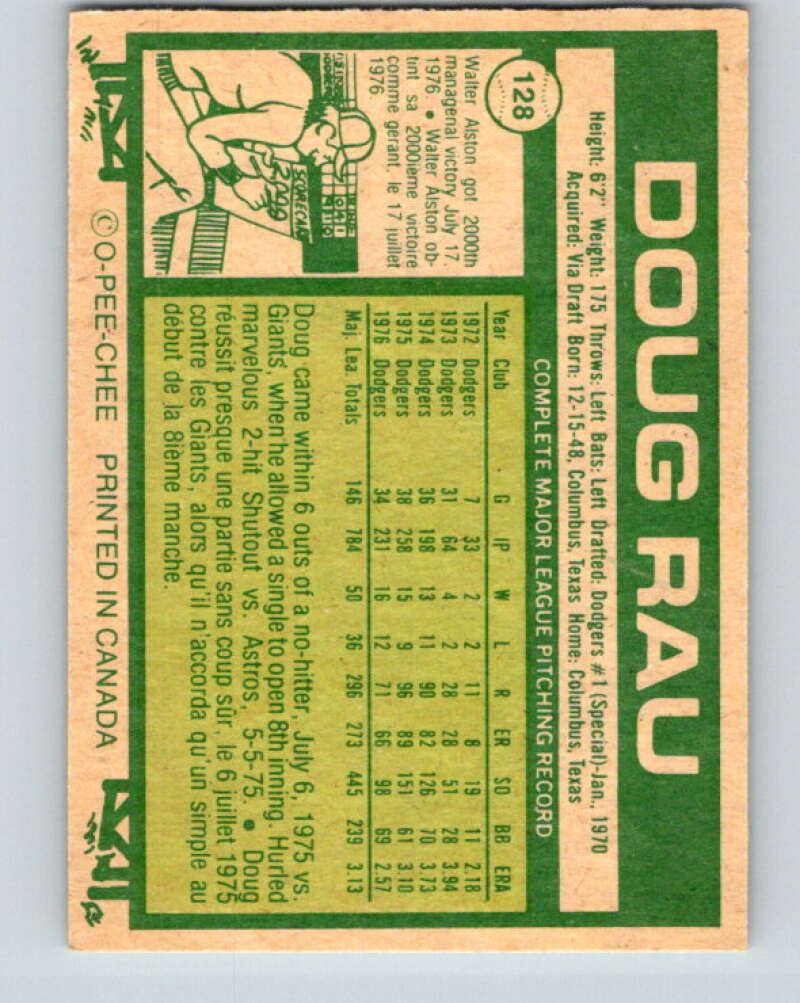 DOUG RAU
Height: 6'2" Weight: 175 Throws: Left Bats: Left Drafted: Dodgers #1 (Special)-Jan., 1970
Acquired: Via Draft Born: 12-15-48, Columbus, Texas Home: Columbus, Texas
128
Walter Alston got 2000th
managerial victory July 17,
1976. • Walter Alston ob-
tint sa 2000ieme victoire
comme gerant, le 17 juillet
1976.
SCORECARD
2000
COMPLETE MAJOR LEAGUE PITCHING RECORD
Year Club G IP W L R ER SO BB ERA
1972 Dodgers 7 33 2 2 11 8 19 11 2.18
1973 Dodgers 31 64 4 2 28 28 51 28 3.94
1974 Dodgers 36 198 13 11 90 82 126 70 3.73
1975 Dodgers 38 258 15 9 96 89 151 61 3.10
1976 Dodgers 34 231 16 12 71 66 98 69 2.57
Maj. Lea. Totals 146 784 50 36 296 273 445 239 3.13
Doug came within 6 outs of a no-hitter, July 6, 1975 vs.
Giants, when he allowed a single to open 8th inning. Hurled
marvelous 2-hit Shutout vs. Astros, 5-5-75. • Doug
réussit presque une partie sans coup sûr, le 6 juillet 1975
contre les Giants, alors qu'il n'accorda qu'un simple au
début de la 8ième manche.
©O-PEE-CHEE PRINTED IN CANADA